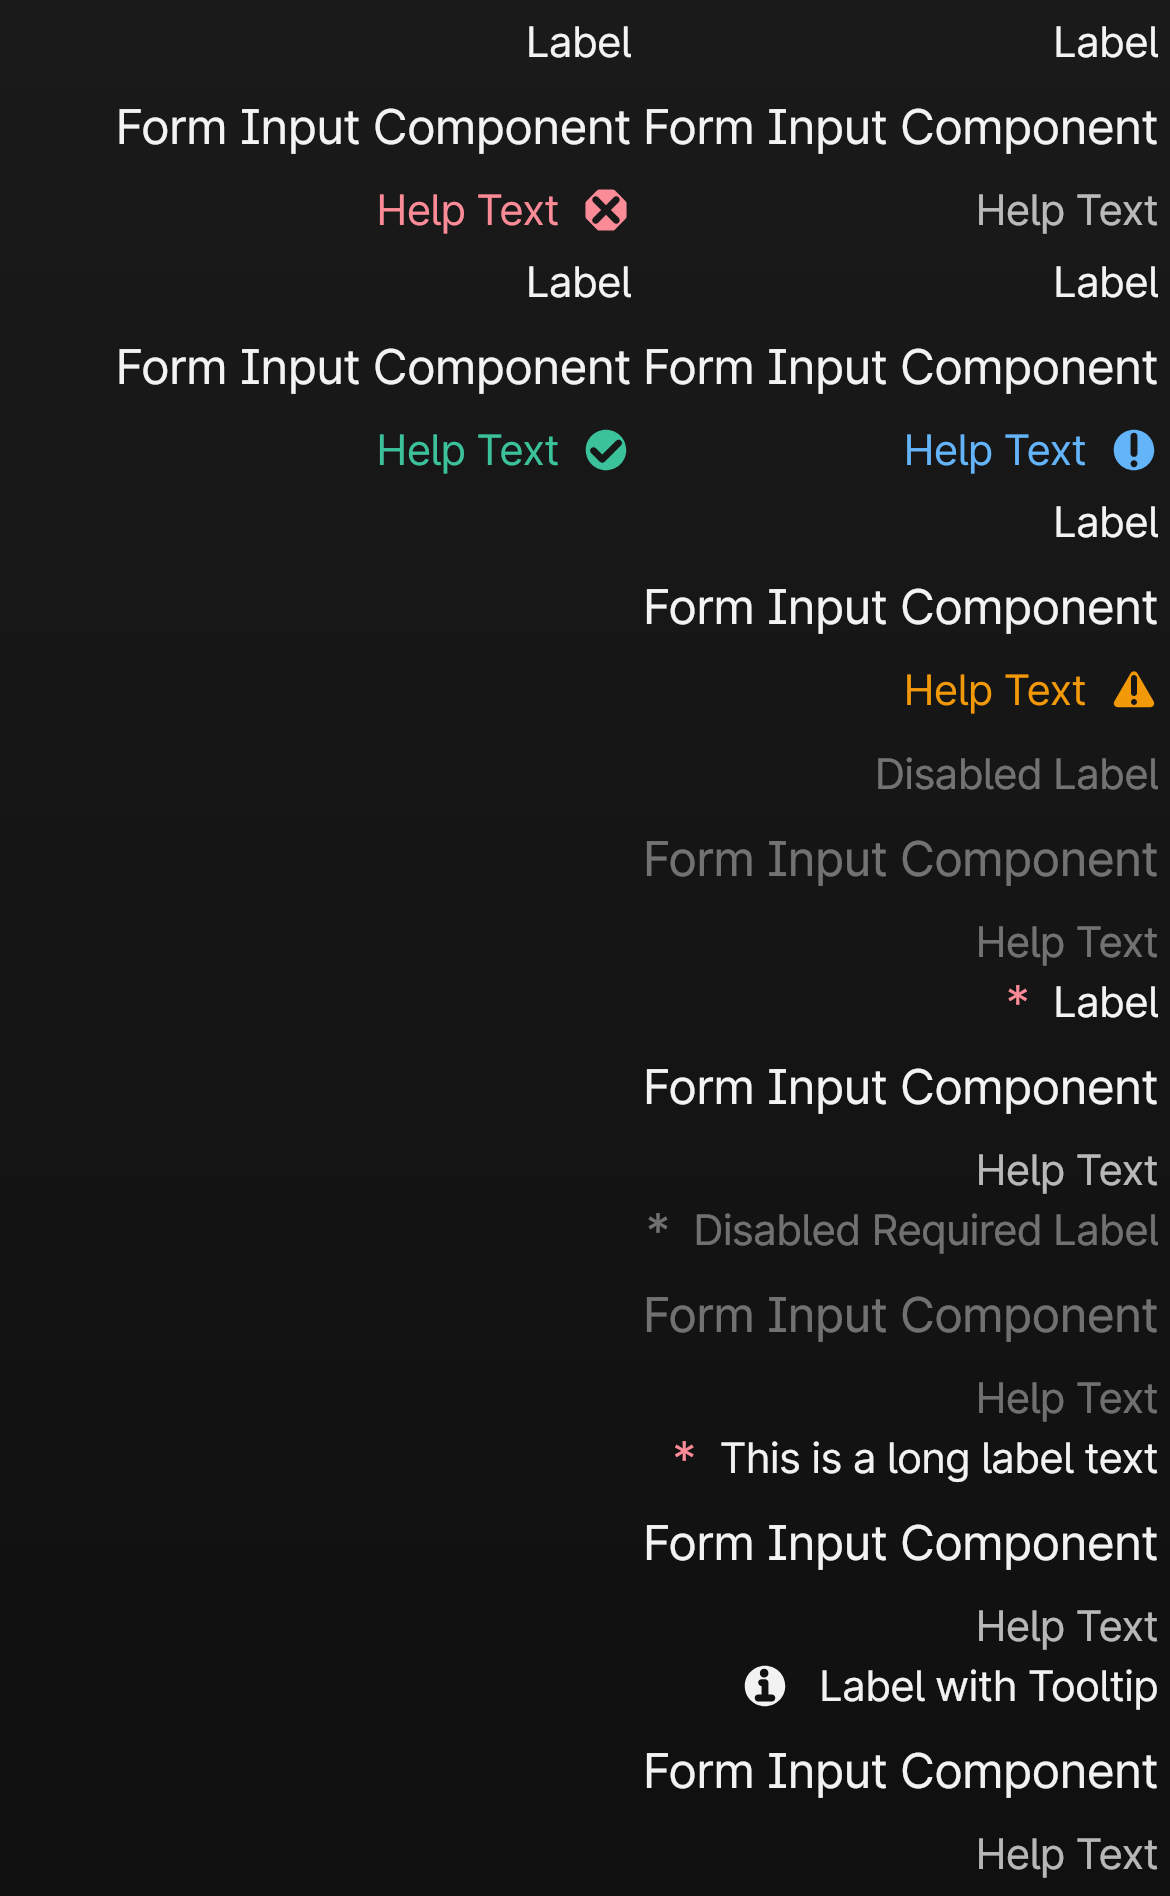 Label
Form Input Component
Help Text
Label
Form Input Component
Help Text
Label
Form Input Component
Help Text
Label
Form Input Component
Help Text
Label
Form Input Component
Help Text
Disabled Label
Form Input Component
Help Text
* Label
Form Input Component
Help Text
* Disabled Required Label
Form Input Component
Help Text
* This is a long label text
Form Input Component
Help Text
Label with Tooltip
Form Input Component
Help Text